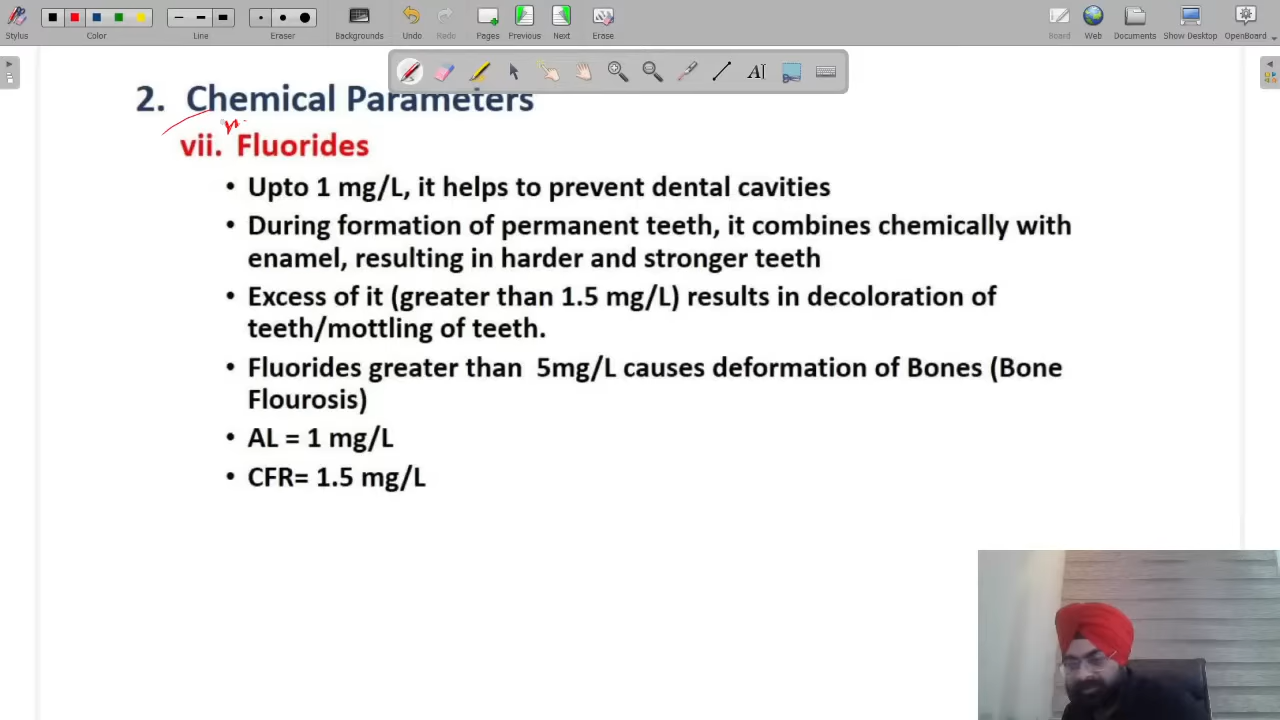 Stylus
Color
Line
Eraser
Backgrounds
Undo
Redo
Pages
Previous
Next
Erase
Board
Web
Documents
Show Desktop
OpenBoard
2. Chemical Parameters
vii. Fluorides
• Upto 1 mg/L, it helps to prevent dental cavities
• During formation of permanent teeth, it combines chemically with
enamel, resulting in harder and stronger teeth
• Excess of it (greater than 1.5 mg/L) results in decoloration of
teeth/mottling of teeth.
• Fluorides greater than 5mg/L causes deformation of Bones (Bone
Flourosis)
• AL = 1 mg/L
• CFR= 1.5 mg/L